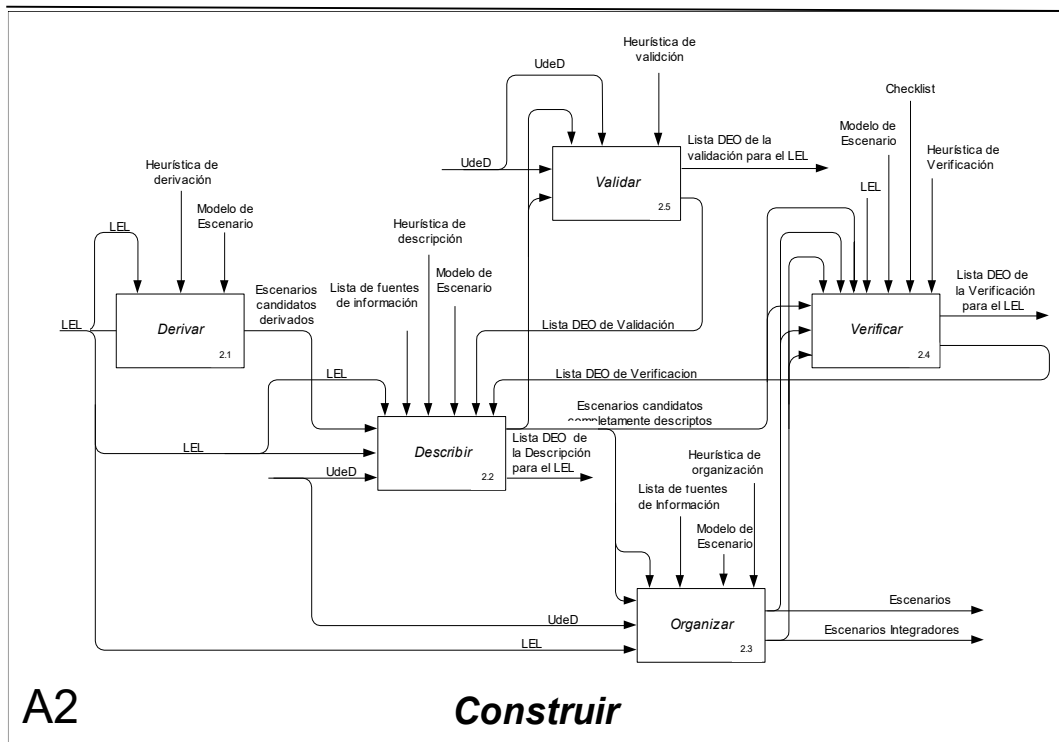 Heurística de
validción
UdeD
Checklist
Modelo de
Escenario
Heurística de
Verificación
LEL
Lista DEO de la
validación para el LEL
UdeD
Validar
2.5
Heurística de
derivación
Modelo de
Escenario
LEL
Heurística de
descripción
Modelo de
Escenario
Lista de fuentes
de información
Escenarios
candidatos
derivados
LEL
Derivar
2.1
Lista DEO de
la Verificación
para el LEL
Verificar
2.4
Lista DEO de Validación
Lista DEO de Verificacion
LEL
Escenarios candidatos
completamente descriptos
LEL
Describir
2.2
Lista DEO de
la Descripción
para el LEL
UdeD
Heurística de
organización
Lista de fuentes
de Información
Modelo de
Escenario
UdeD
LEL
Organizar
2.3
Escenarios
Escenarios Integradores
A2
Construir